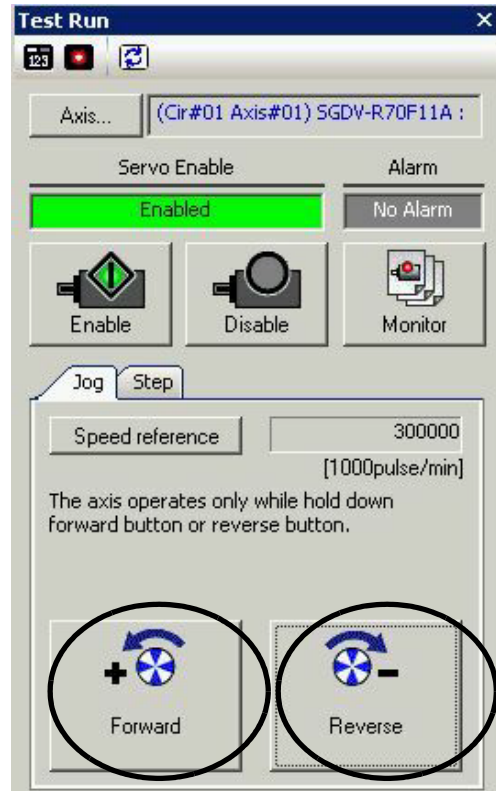 Test Run
123
Axis... (Cir#01 Axis#01) SGDV-R70F11A :
Servo Enable Alarm
Enabled No Alarm
Enable Disable Monitor
Jog Step
Speed reference 300000
[1000pulse/min]
The axis operates only while hold down
forward button or reverse button.
+ -
Forward Reverse